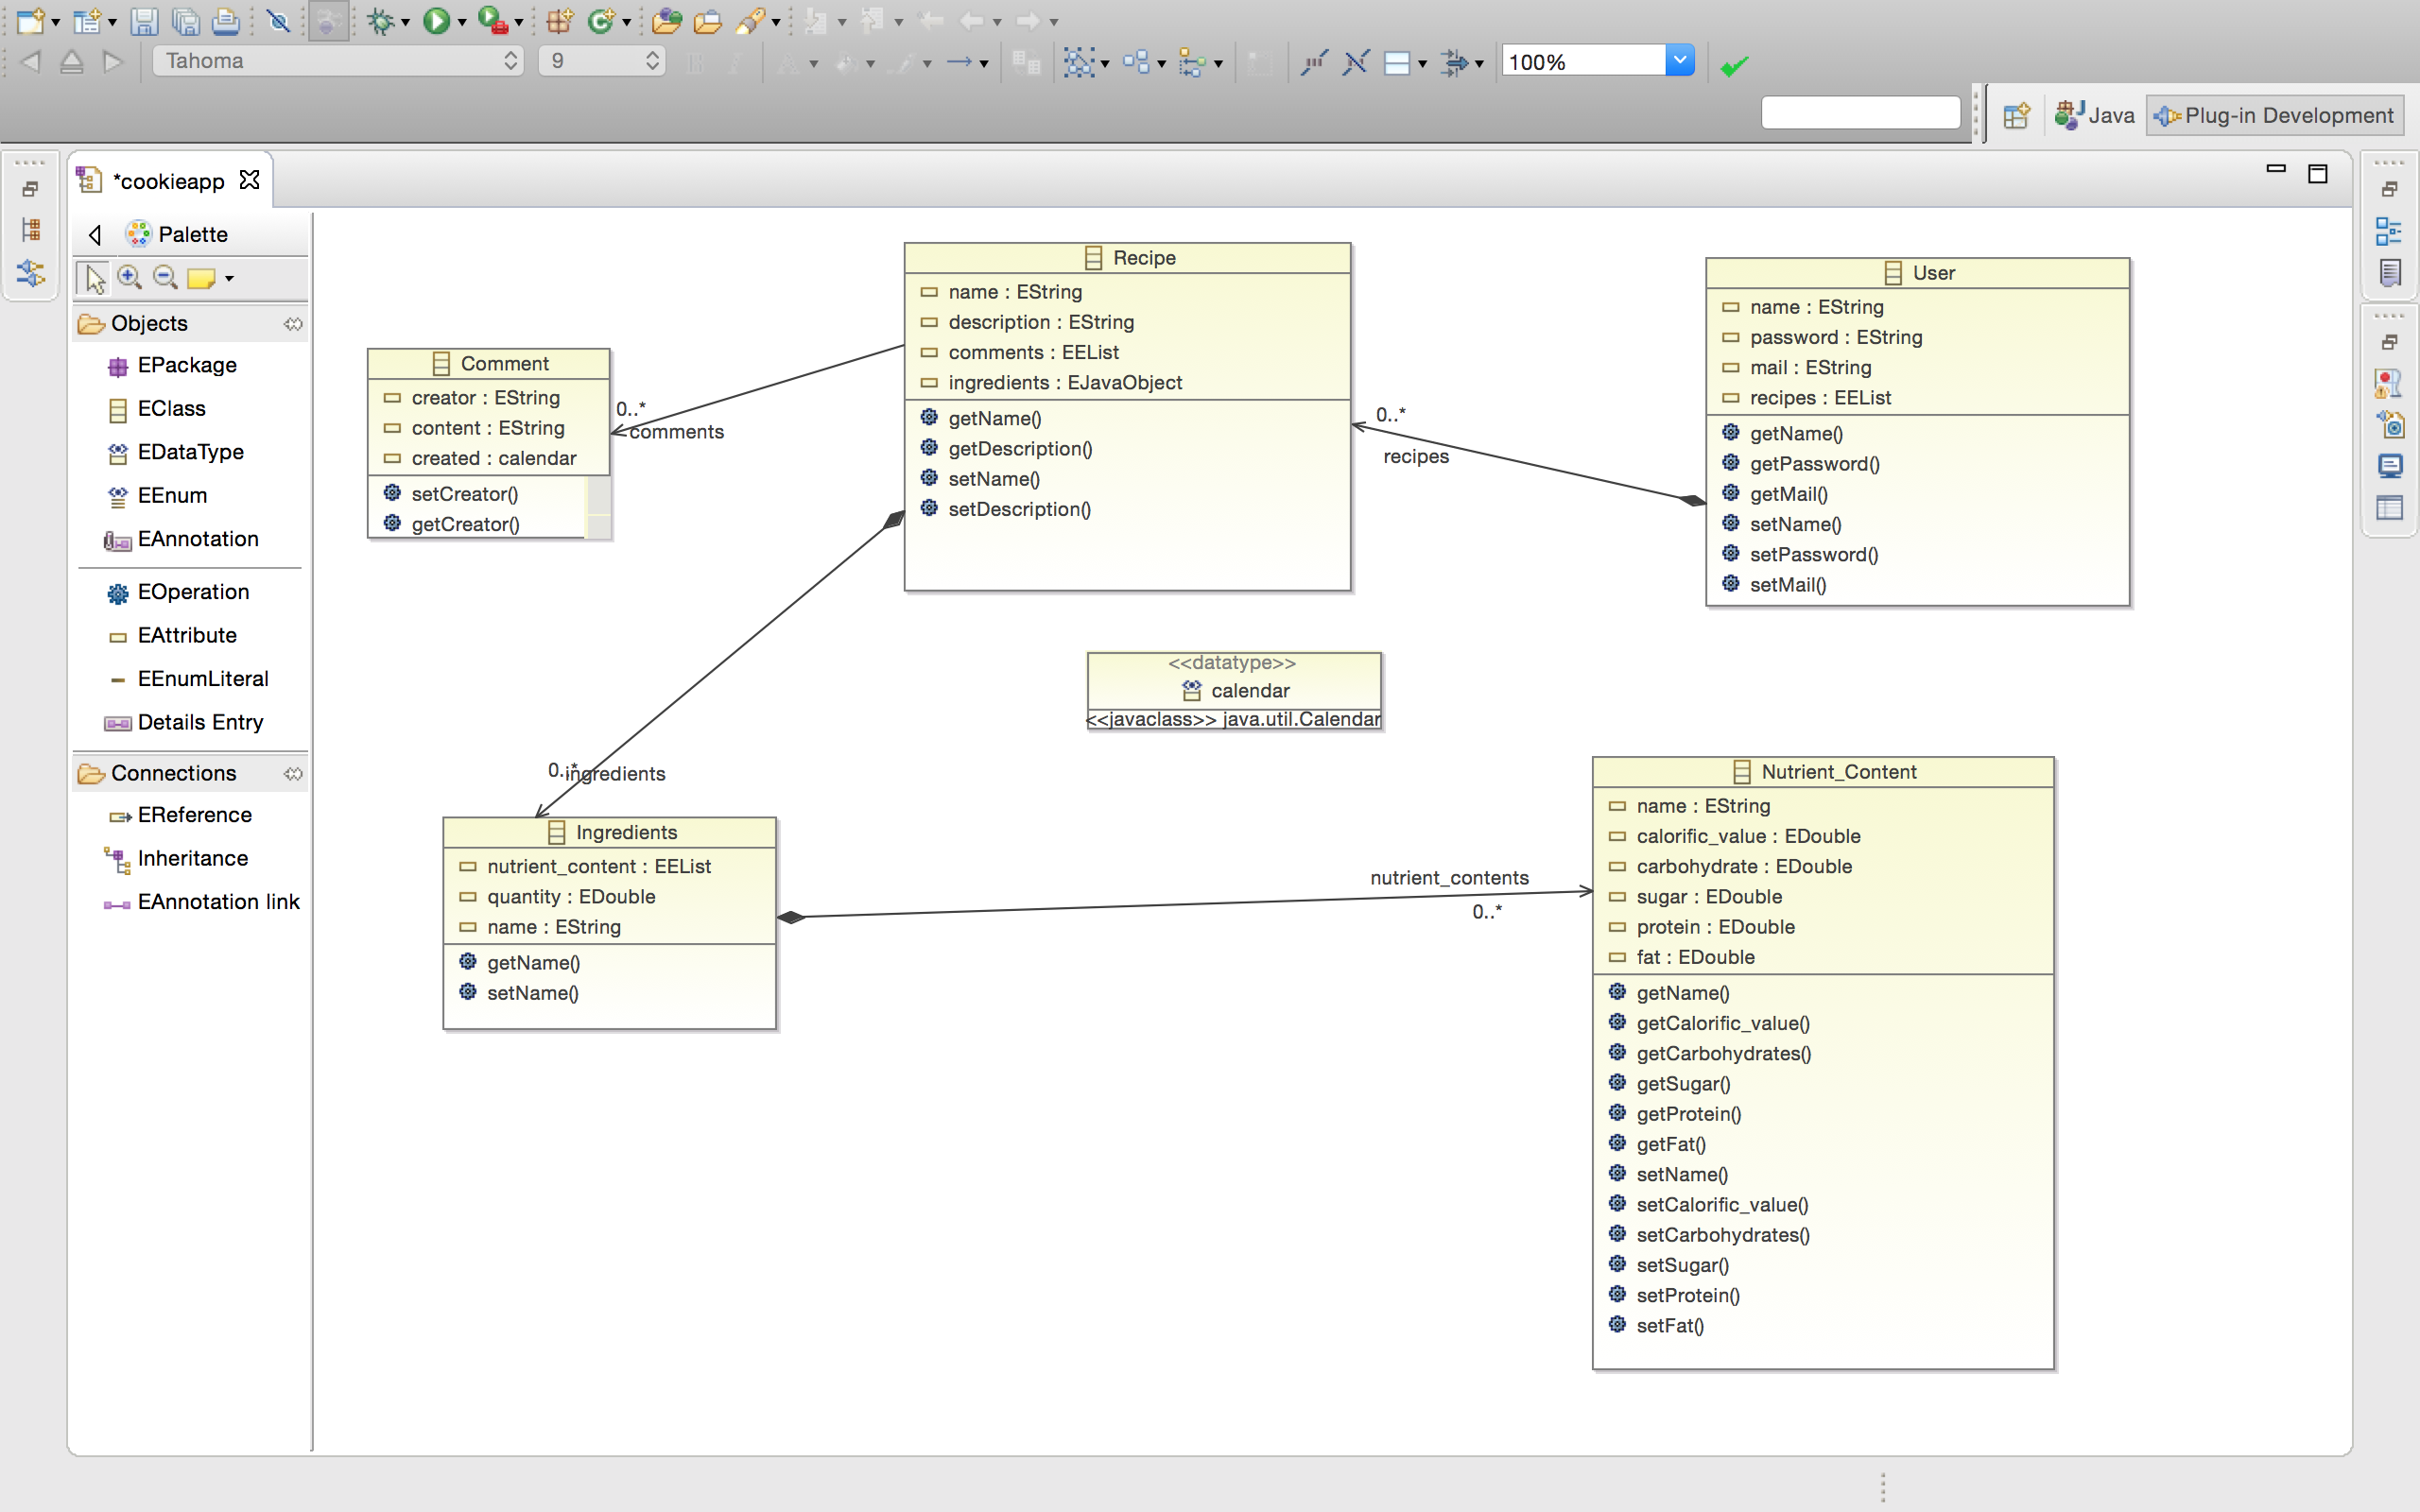 Tahoma
9
100%
Java
Plug-in Development
*cookieapp
Palette
Objects
EPackage
EClass
EDataType
EEnum
EAnnotation
EOperation
EAttribute
EEnumLiteral
Details Entry
Connections
EReference
Inheritance
EAnnotation link
Comment
creator : EString
content : EString
created : calendar
setCreator()
getCreator()
0..*
comments
Recipe
name : EString
description : EString
comments : EEList
ingredients : EJavaObject
getName()
getDescription()
setName()
setDescription()
0..*
recipes
User
name : EString
password : EString
mail : EString
recipes : EEList
getName()
getPassword()
getMail()
setName()
setPassword()
setMail()
<<datatype>>
calendar
<<javaclass>> java.util.Calendar
0..*
ingredients
Ingredients
nutrient_content : EEList
quantity : EDouble
name : EString
getName()
setName()
nutrient_contents
0..*
Nutrient_Content
name : EString
calorific_value : EDouble
carbohydrate : EDouble
sugar : EDouble
protein : EDouble
fat : EDouble
getName()
getCalorific_value()
getCarbohydrates()
getSugar()
getProtein()
getFat()
setName()
setCalorific_value()
setCarbohydrates()
setSugar()
setProtein()
setFat()